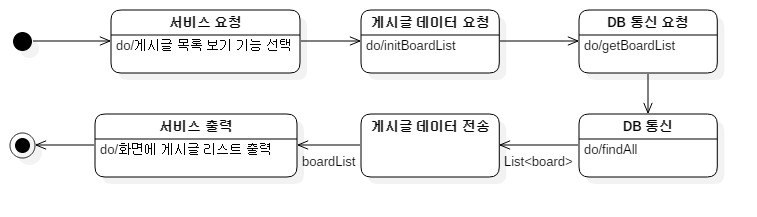 서비스 요청
do/게시글 목록 보기 기능 선택
게시글 데이터 요청
do/initBoardList
DB 통신 요청
do/getBoardList
서비스 출력
do/화면에 게시글 리스트 출력
boardList
게시글 데이터 전송
List<board>
DB 통신
do/findAll